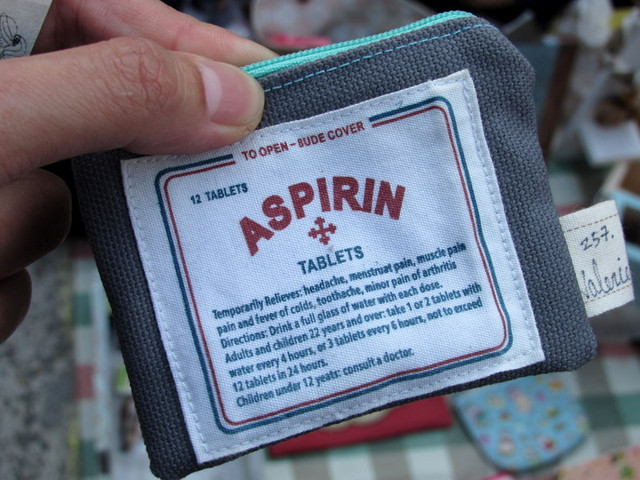 TO OPEN – BUDE COVER
12 TABLETS
ASPIRIN
TABLETS
Temporarily Relieves: headache, menstruat pain, muscle pain
pain and fever of colds, toothache, minor pain of arthritis
Directions: Drink a full glass of water with each dose.
Adults and children 22 years and over: take 1 or 2 tablets with
water every 4 hours, or 3 tablets every 6 hours, not to exceed
12 tablets in 24 hours.
Children under 12 years: consult a doctor.
257.